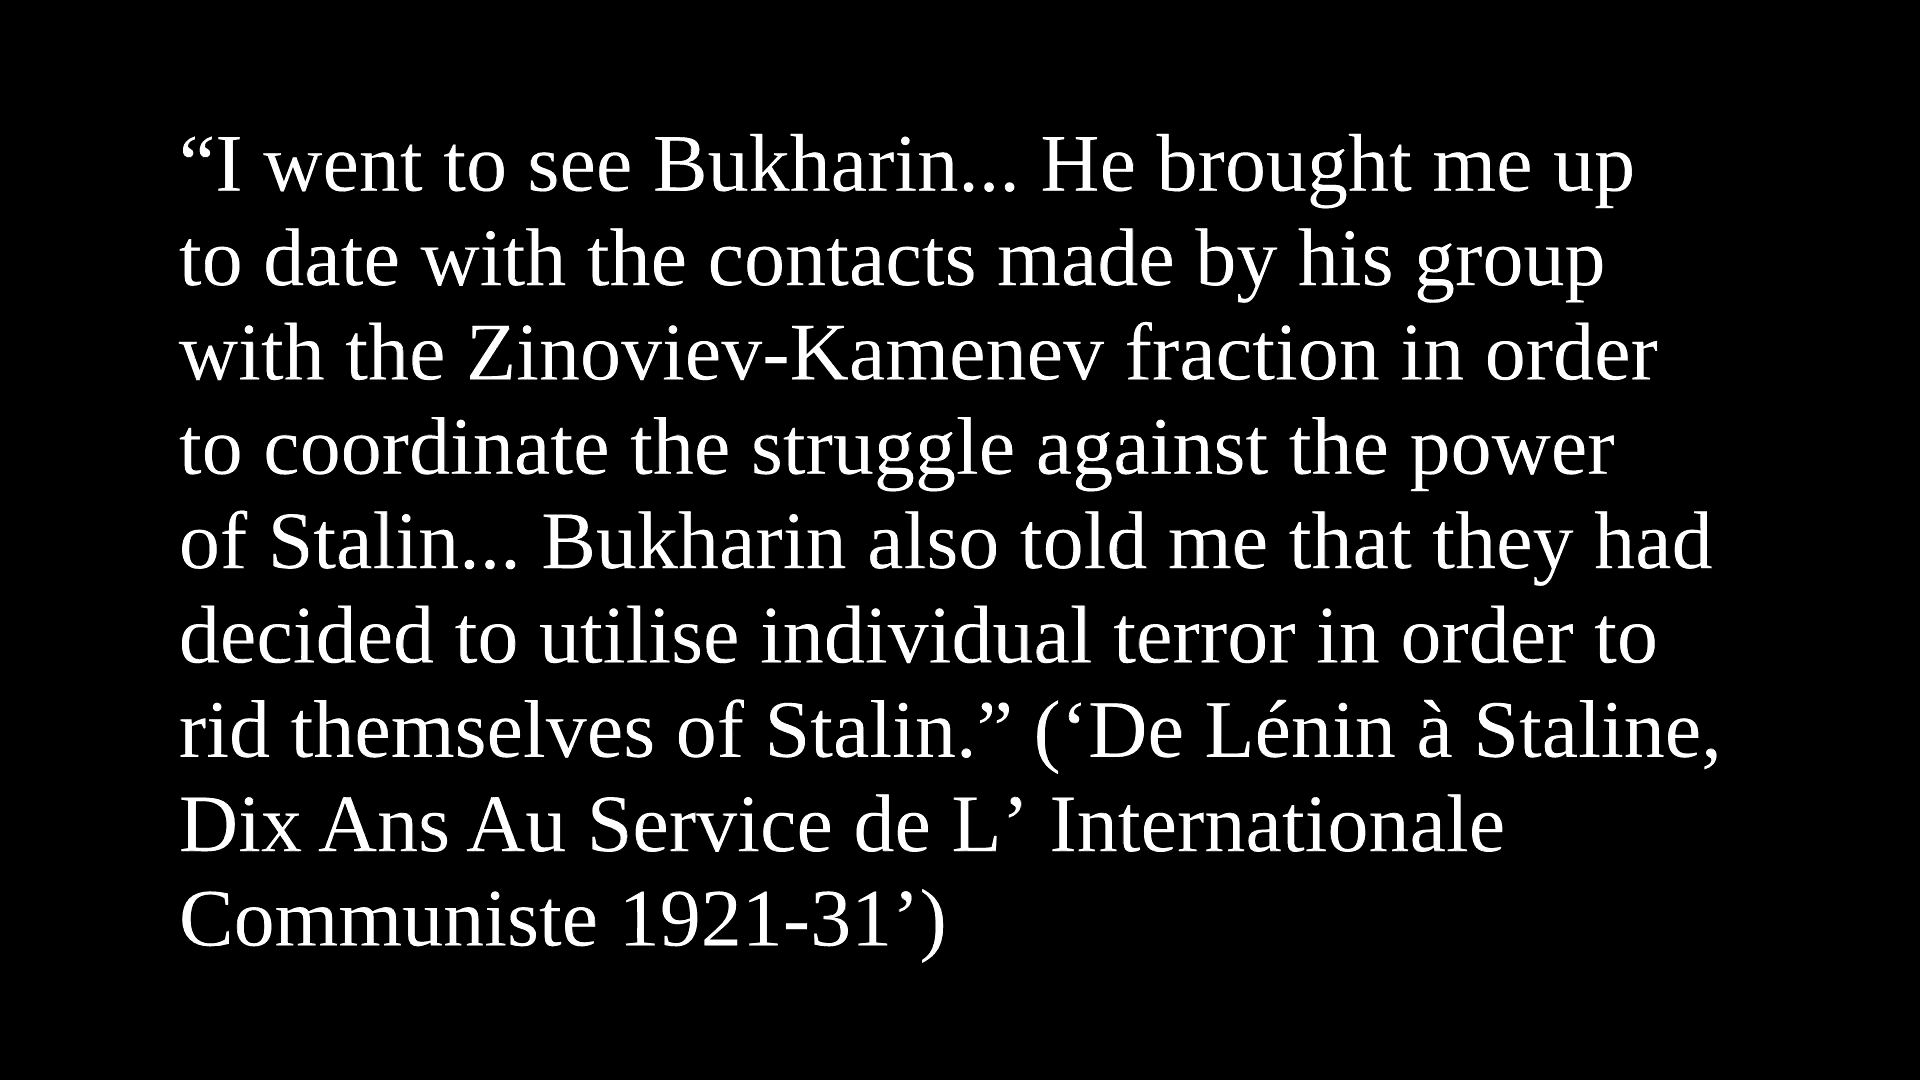 “I went to see Bukharin... He brought me up
to date with the contacts made by his group
with the Zinoviev-Kamenev fraction in order
to coordinate the struggle against the power
of Stalin... Bukharin also told me that they had
decided to utilise individual terror in order to
rid themselves of Stalin.” (‘De Lénin à Staline,
Dix Ans Au Service de L’ Internationale
Communiste 1921-31’)